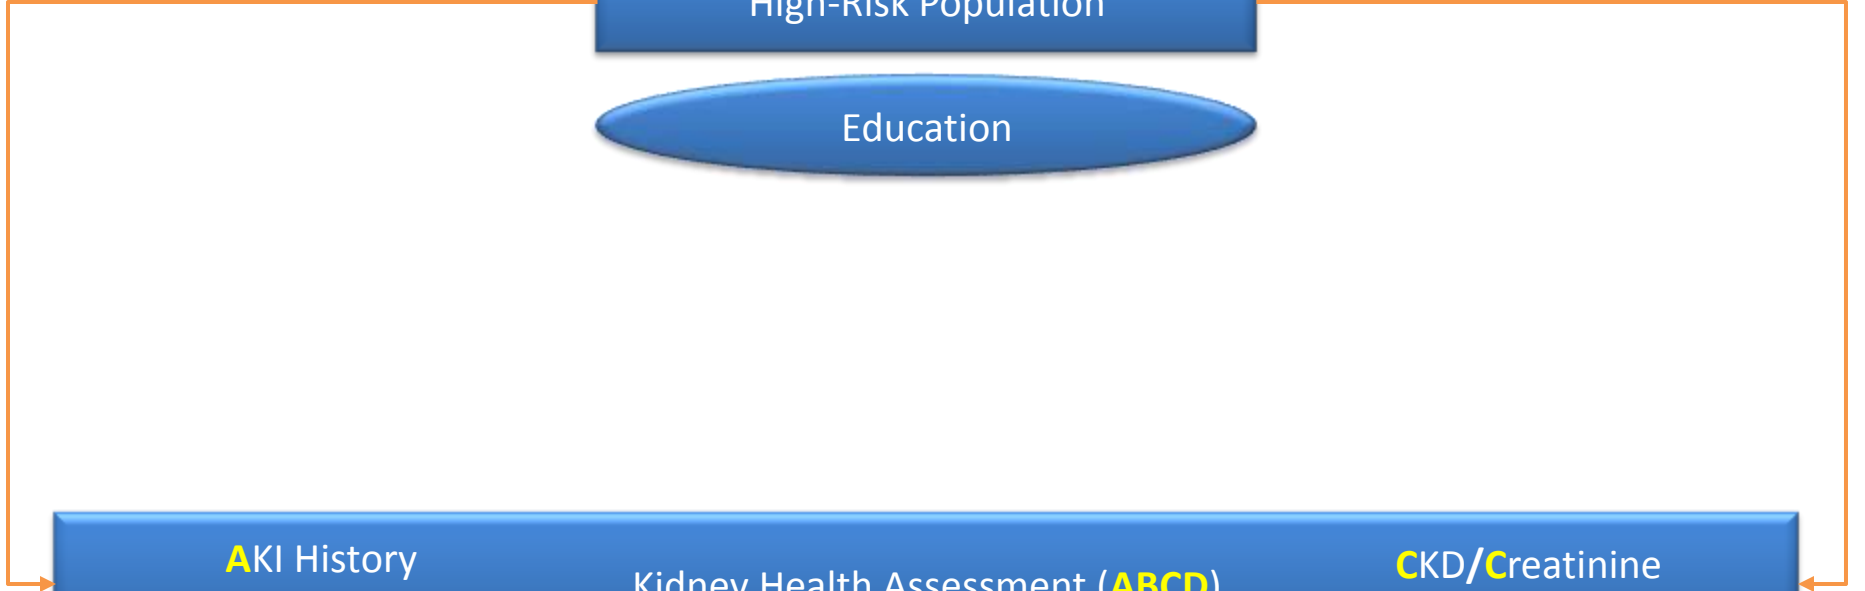 High-Risk Population
Education
AKI History
Kidney Health Assessment (ABCD)
CKD/Creatinine